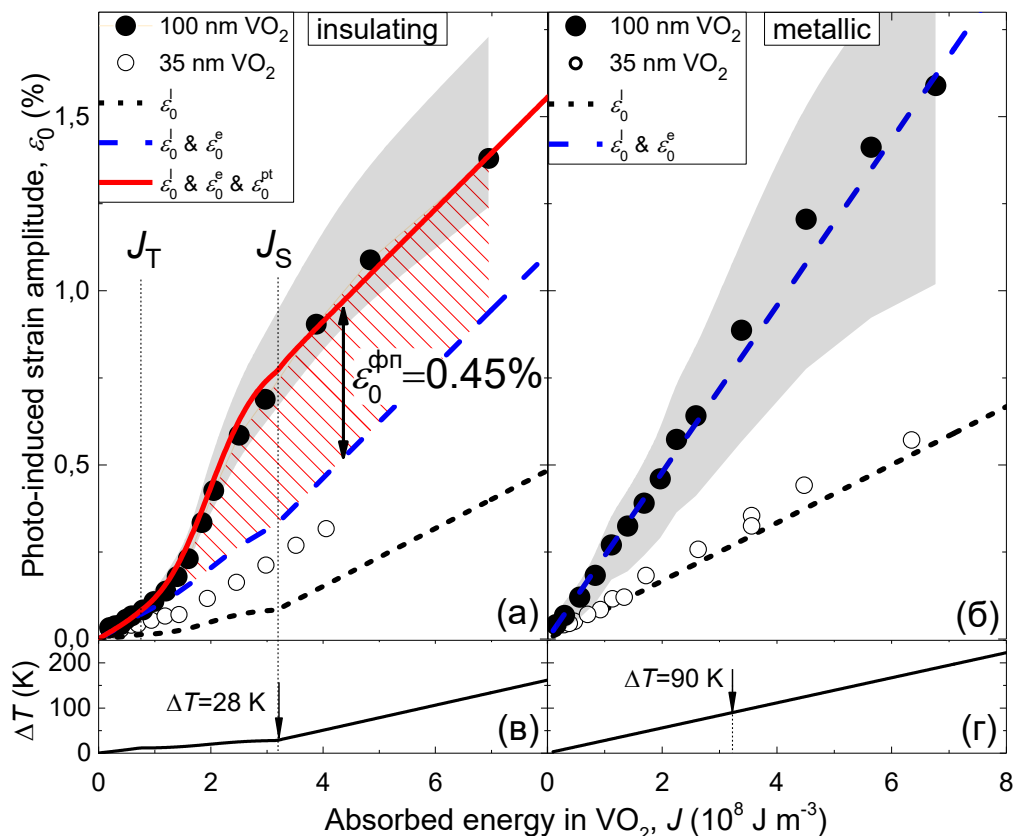 Photo-induced strain amplitude, ε₀ (%)
1,5
1,0
0,5
0,0
100 nm VO₂
35 nm VO₂
ε₀ˡ
ε₀ˡ & ε₀ᵉ
ε₀ˡ & ε₀ᵉ & ε₀ᵖᵗ
insulating
J_T
J_S
ε₀ᶲᴨ=0.45%
(а)
100 nm VO₂
35 nm VO₂
ε₀ˡ
ε₀ˡ & ε₀ᵉ
metallic
(б)
ΔT (K)
200
100
0
ΔT=28 K
(в)
ΔT=90 K
(г)
0 2 4 6
0 2 4 6 8
Absorbed energy in VO₂, J (10⁸ J m⁻³)